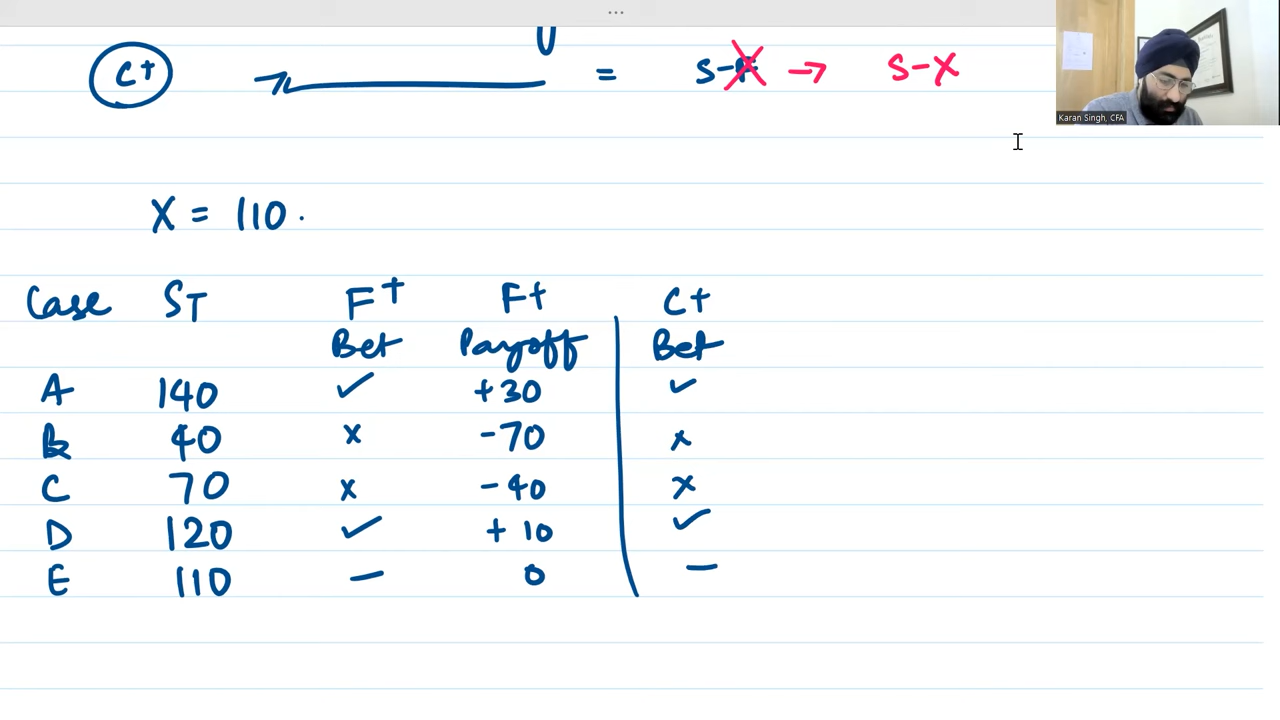 C+ = S-F → S-X
Karan Singh, CFA
X = 110.
Case ST F+ F+ C+
Bet Payoff Bet
A 140 ✓ +30 ✓
B 40 x -70 x
C 70 x -40 x
D 120 ✓ +10 ✓
E 110 — 0 —